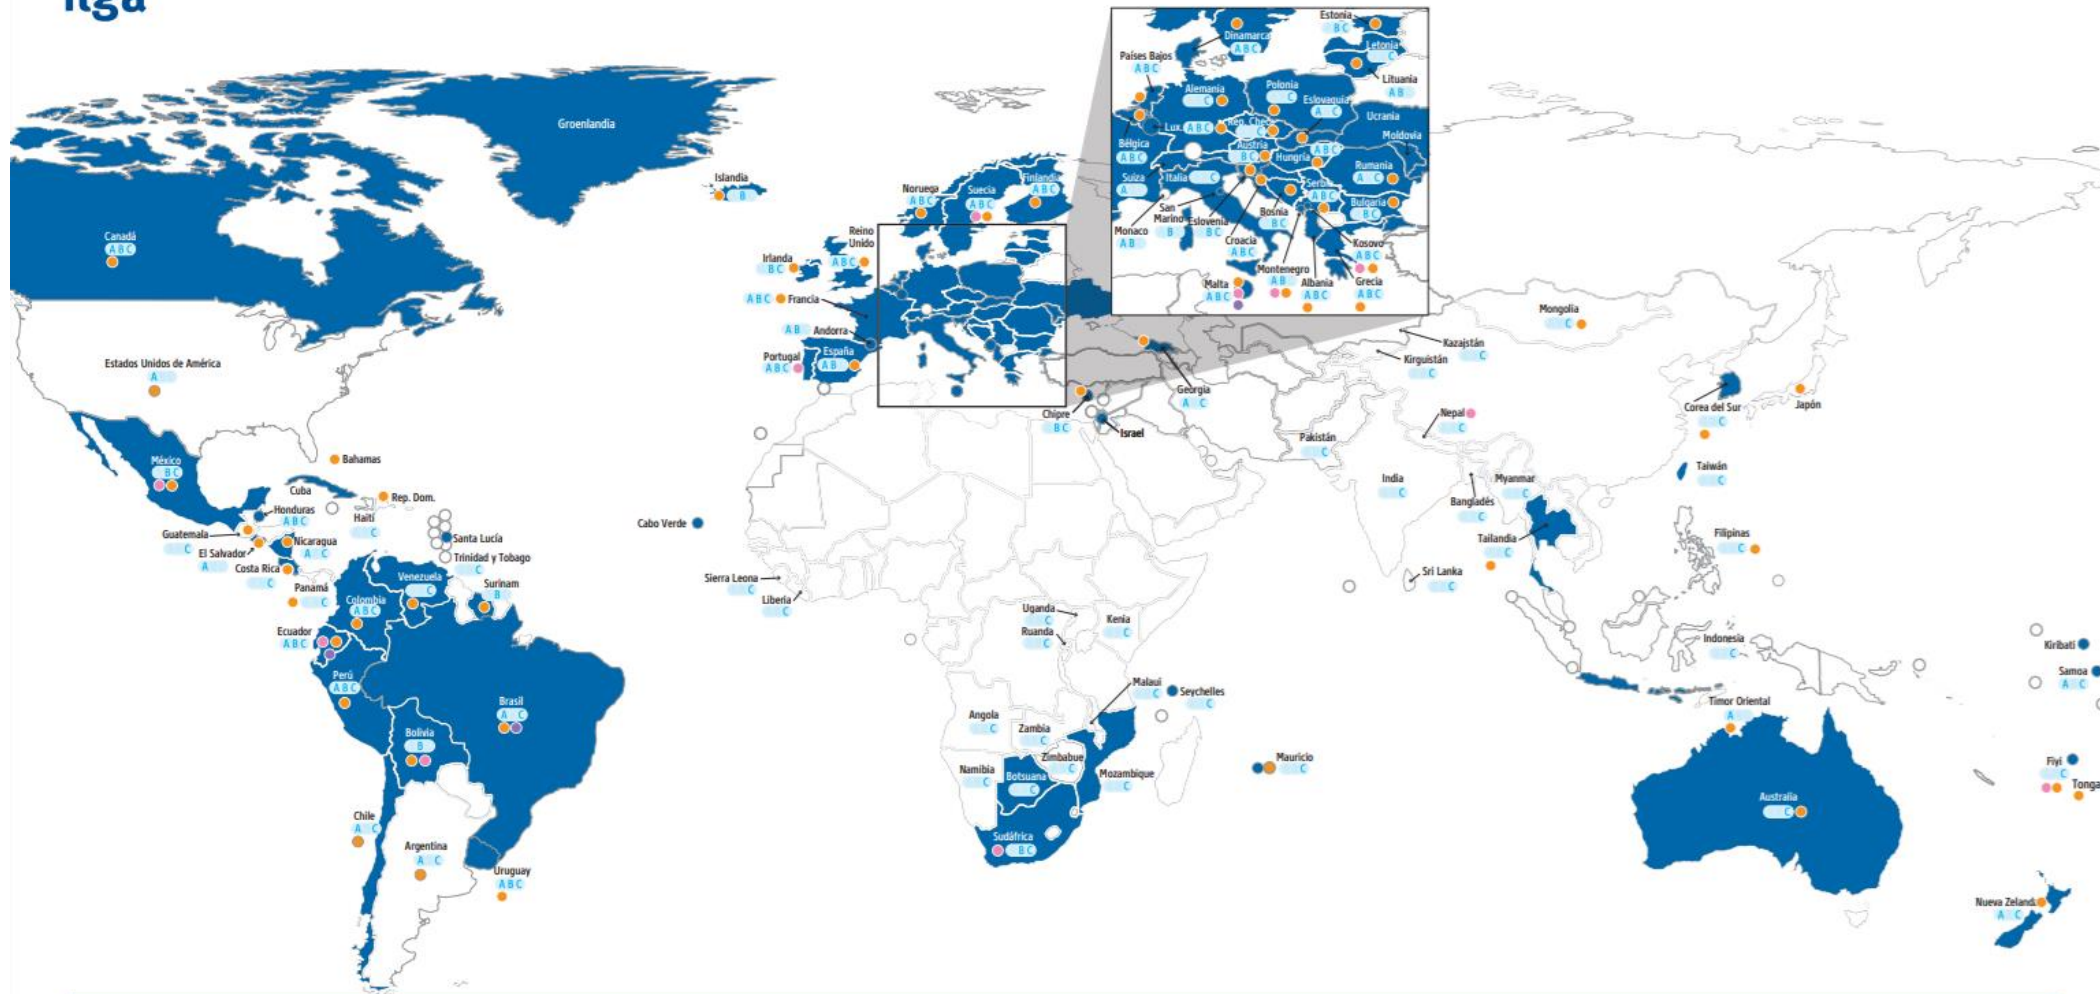 ilga
Groenlandia
Canadá
A B C
Estados Unidos de América
A
México
B C
Bahamas
Cuba
Rep. Dom.
Haití
C
Honduras
A B C
Guatemala
C
El Salvador
A
Nicaragua
A C
Costa Rica
C
Panamá
C
Santa Lucía
Trinidad y Tobago
C
Venezuela
C
Surinam
B
Colombia
A B C
Ecuador
A B C
Perú
A B C
Brasil
A C
Bolivia
B
Chile
A C
Argentina
A C
Uruguay
A B C
Islandia
B
Noruega
A B C
Suecia
A B C
Finlandia
A B C
Reino
Unido
A B C
Irlanda
B C
A B C Francia
A B Andorra
Portugal
A B C
España
A B
Cabo Verde
Sierra Leona
C
Liberia
C
Uganda
C
Ruanda
C
Kenia
C
Malaui
C
Seychelles
C
Angola
C
Zambia
C
Zimbabue
C
Mozambique
C
Namibia
C
Botsuana
C
Sudáfrica
B C
Mauricio
C
Estonia
B C
Dinamarca
A B C
Letonia
C
Países Bajos
A B C
Lituania
A B
Alemania
C
Polonia
C
Eslovaquia
A C
Ucrania
Lux. A B C
Rep. Checa
C
Moldovia
Bélgica
A B C
Austria
B C
Hungría
A B C
Rumania
A C
Suiza
A
Italia C
Serbia
A B C
Bulgaria
B C
San
Marino
B
Eslovenia
B C
Bosnia
B C
Monaco
A B
Croacia
A B C
Kosovo
A B C
Montenegro
A B
Malta
A B C
Albania
A B C
Grecia
A B C
Chipre
B C
Israel
Georgia
A C
Mongolia
C
Kazajstán
C
Kirguistán
C
Nepal
C
Pakistán
C
India
C
Bangladés
C
Myanmar
C
Tailandia
C
Sri Lanka
C
Corea del Sur
C
Japón
Taiwán
C
Filipinas
C
Indonesia
C
Timor Oriental
A
Australia
C
Kiribati
Samoa
A C
Fiyi
C
Tonga
Nueva Zelanda
A C